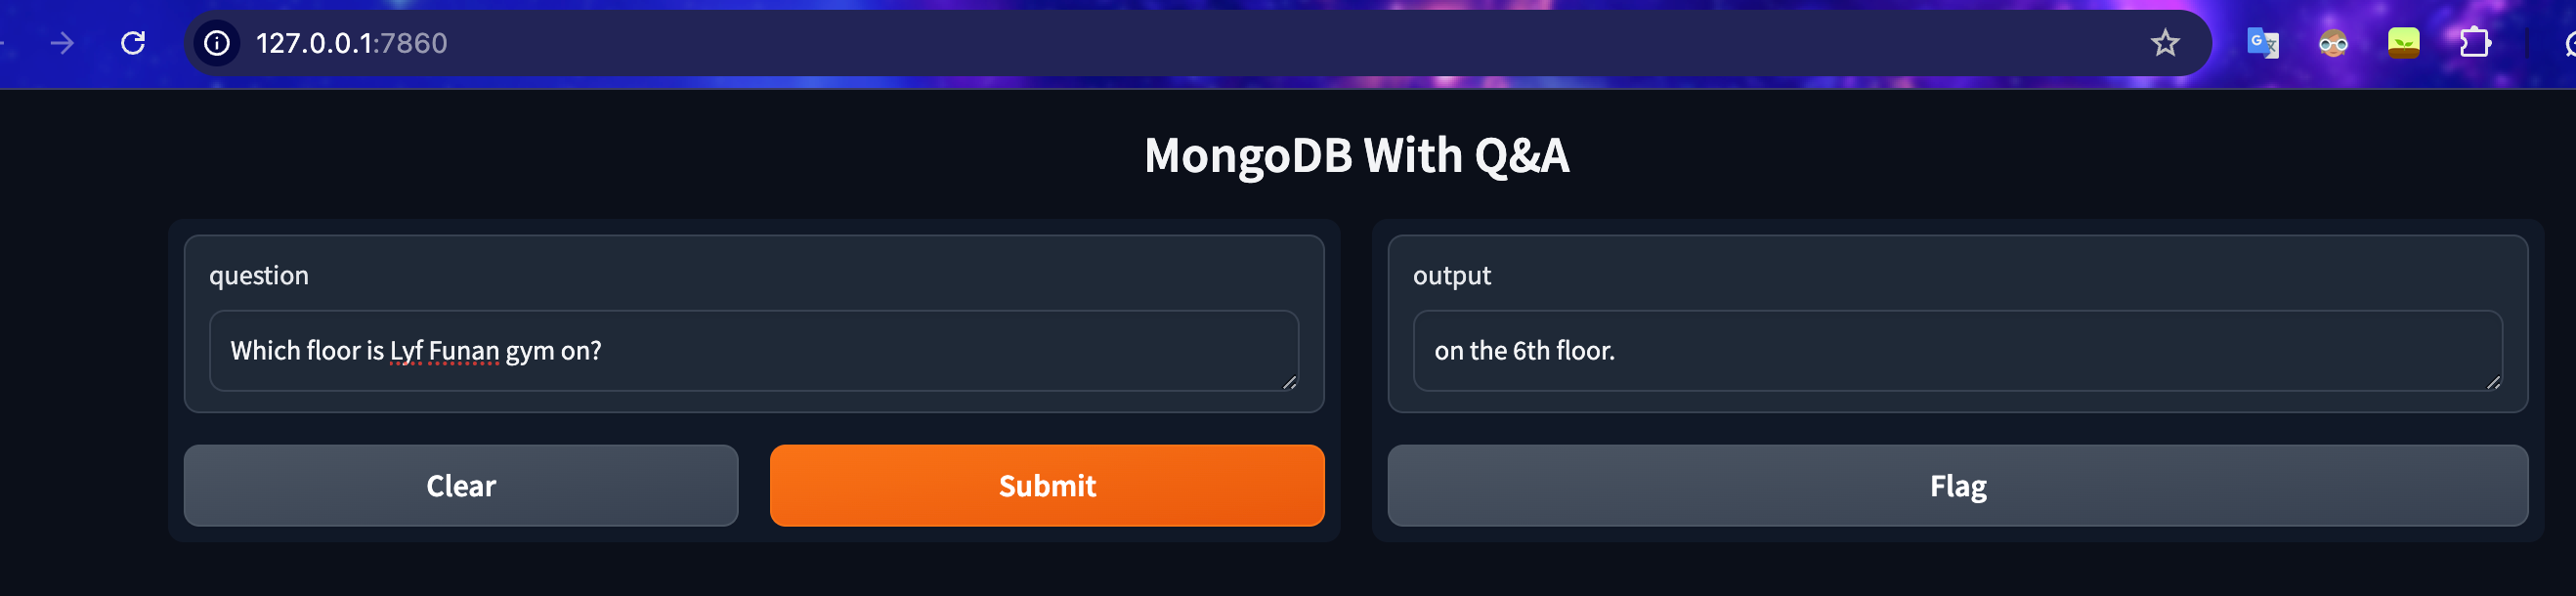 127.0.0.1:7860
MongoDB With Q&A
question
Which floor is Lyf Funan gym on?
Clear
Submit
output
on the 6th floor.
Flag